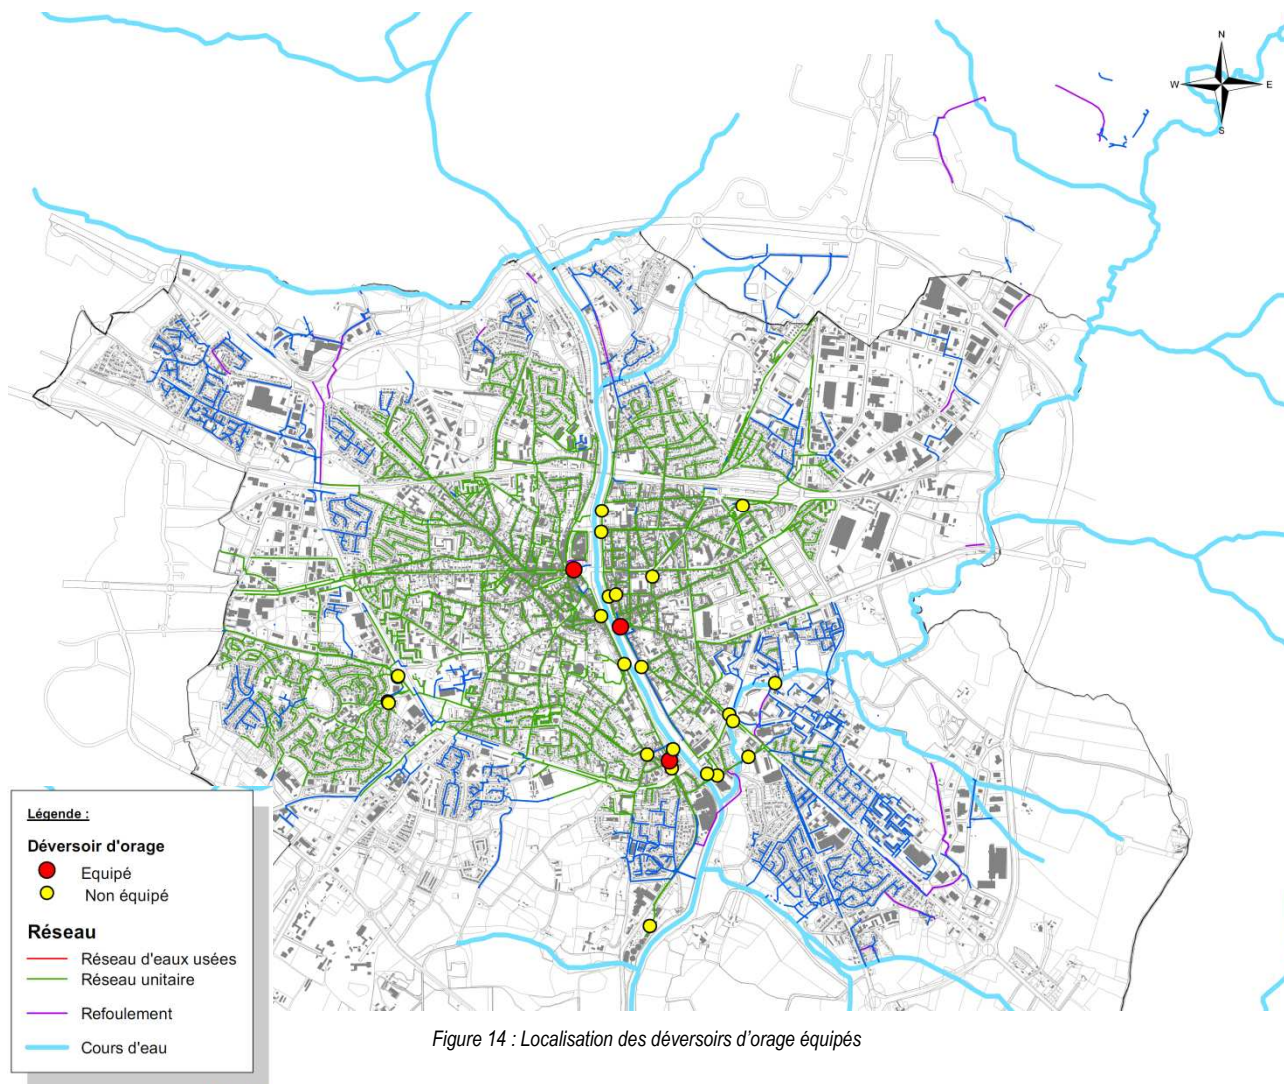 N
W E
S
Légende :
Déversoir d'orage
Equipé
Non équipé
Réseau
Réseau d'eaux usées
Réseau unitaire
Refoulement
Cours d'eau
Figure 14 : Localisation des déversoirs d'orage équipés